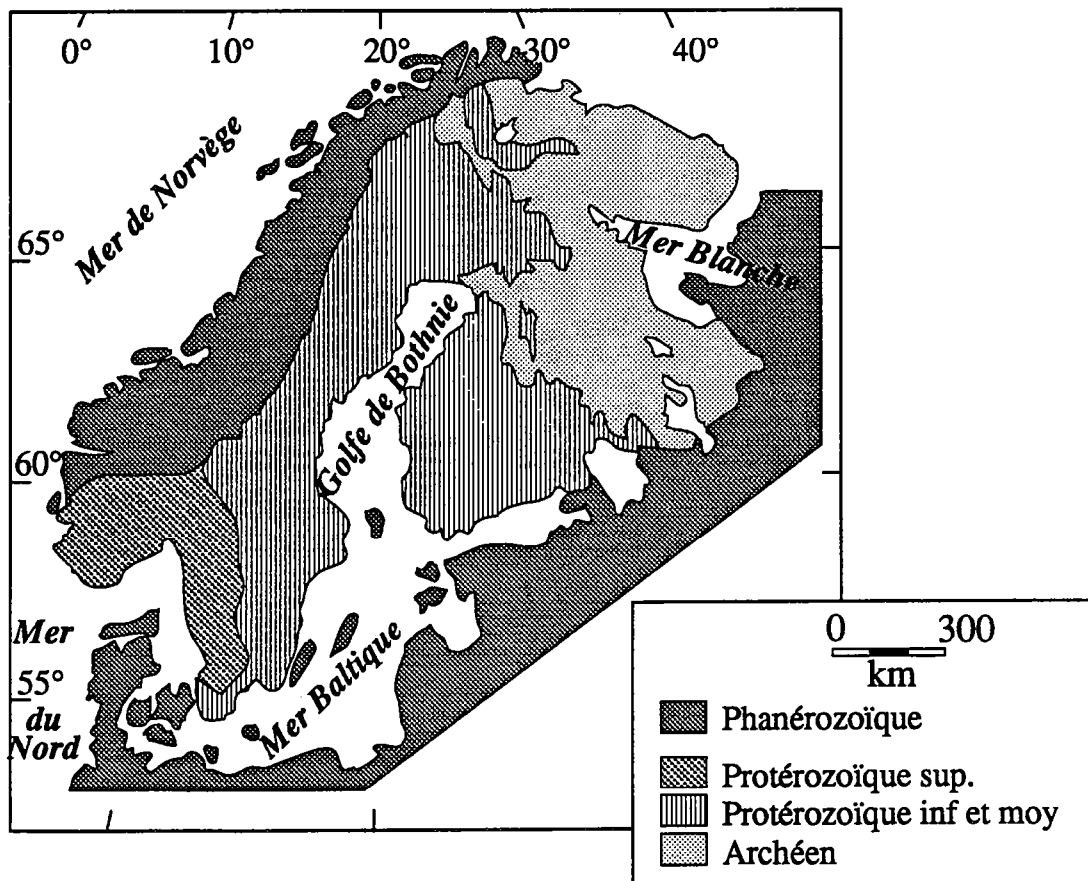 0° 10° 20° 30° 40°
Mer de Norvège
65°
Mer Blanche
Golfe de Bothnie
60°
Mer
du
Nord
55°
Mer Baltique
0 300
km
Phanérozoïque
Protérozoïque sup.
Protérozoïque inf et moy
Archéen